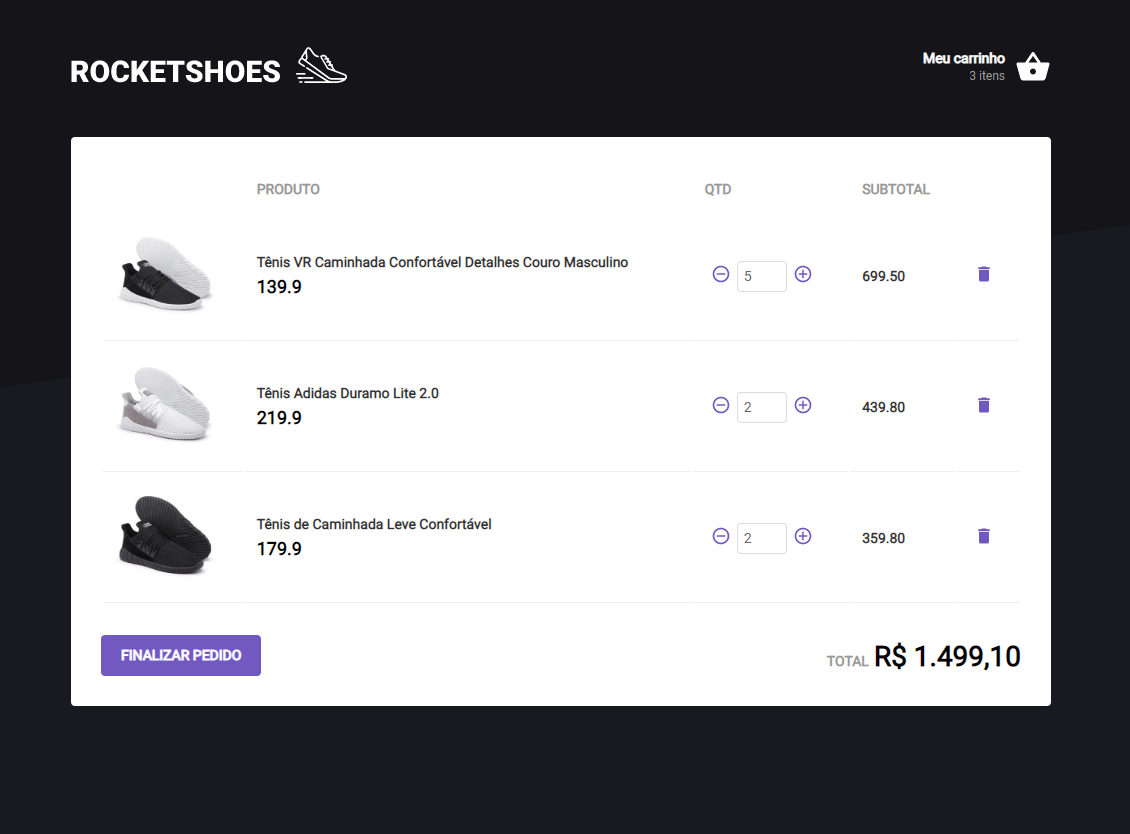 ROCKETSHOES
Meu carrinho
3 itens
PRODUTO QTD SUBTOTAL
Tênis VR Caminhada Confortável Detalhes Couro Masculino
139.9
5
699.50
Tênis Adidas Duramo Lite 2.0
219.9
2
439.80
Tênis de Caminhada Leve Confortável
179.9
2
359.80
FINALIZAR PEDIDO
TOTAL R$ 1.499,10